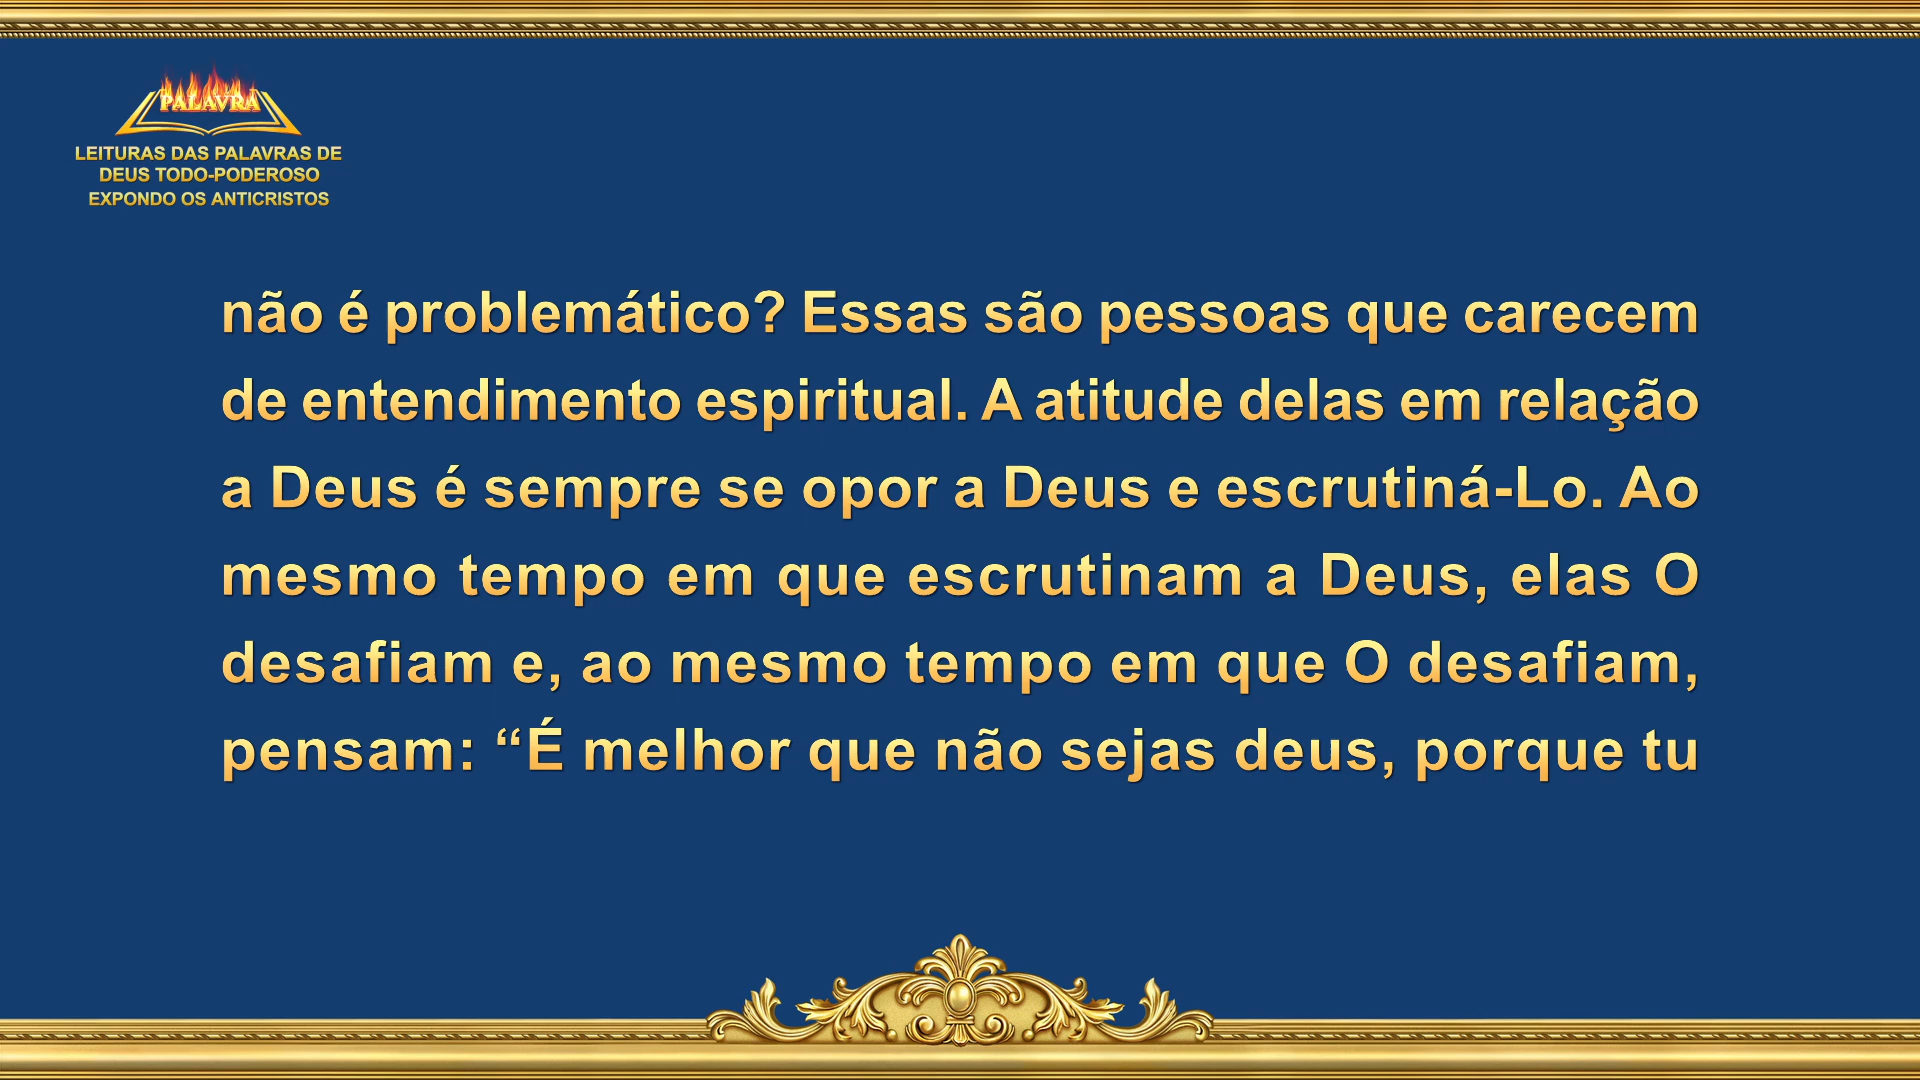 PALAVRA
LEITURAS DAS PALAVRAS DE
DEUS TODO-PODEROSO
EXPONDO OS ANTICRISTOS
não é problemático? Essas são pessoas que carecem
de entendimento espiritual. A atitude delas em relação
a Deus é sempre se opor a Deus e escrutiná-Lo. Ao
mesmo tempo em que escrutinam a Deus, elas O
desafiam e, ao mesmo tempo em que O desafiam,
pensam: “É melhor que não sejas deus, porque tu